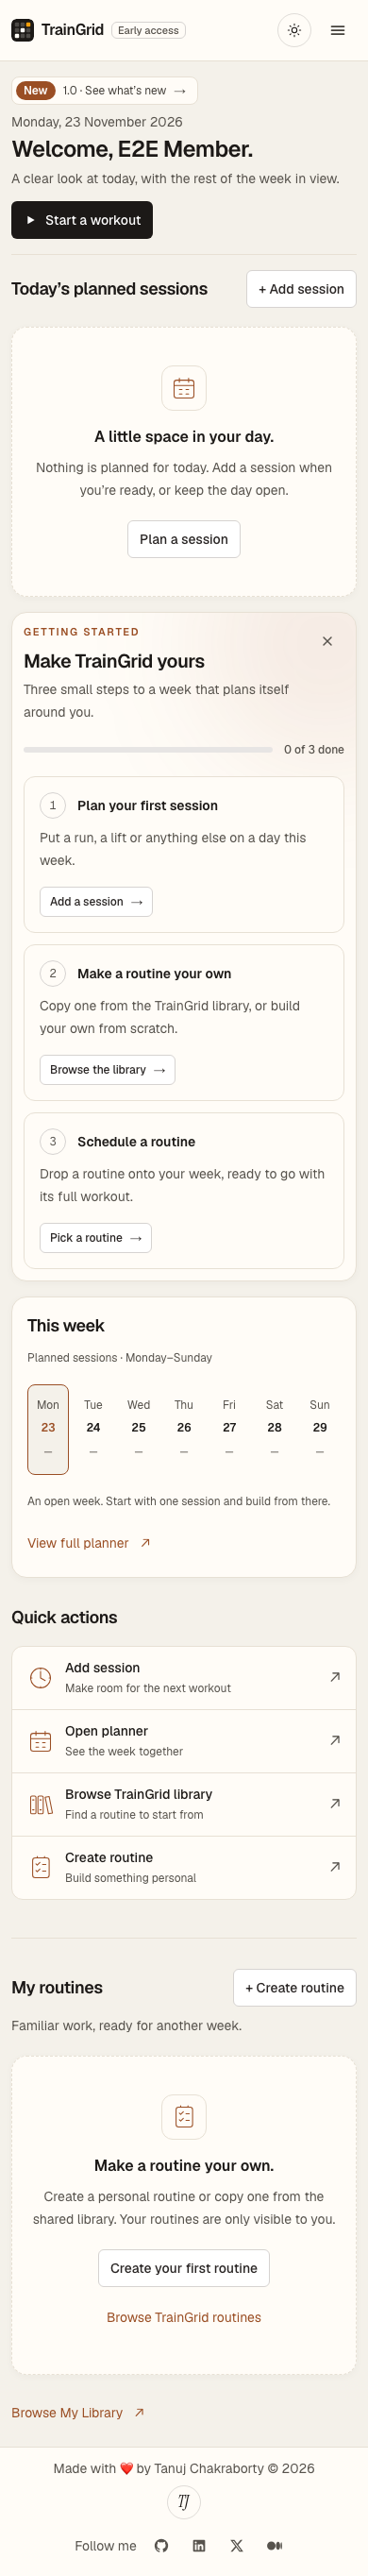 TrainGrid Early access
New 1.0 · See what's new →
Monday, 23 November 2026
Welcome, E2E Member.
A clear look at today, with the rest of the week in view.
Start a workout
Today's planned sessions + Add session
A little space in your day.
Nothing is planned for today. Add a session when
you're ready, or keep the day open.
Plan a session
GETTING STARTED
Make TrainGrid yours
Three small steps to a week that plans itself
around you.
0 of 3 done
1 Plan your first session
Put a run, a lift or anything else on a day this
week.
Add a session →
2 Make a routine your own
Copy one from the TrainGrid library, or build
your own from scratch.
Browse the library →
3 Schedule a routine
Drop a routine onto your week, ready to go with
its full workout.
Pick a routine →
This week
Planned sessions · Monday–Sunday
Mon Tue Wed Thu Fri Sat Sun
23 24 25 26 27 28 29
– – – – – – –
An open week. Start with one session and build from there.
View full planner ↗
Quick actions
Add session ↗
Make room for the next workout
Open planner ↗
See the week together
Browse TrainGrid library ↗
Find a routine to start from
Create routine ↗
Build something personal
My routines + Create routine
Familiar work, ready for another week.
Make a routine your own.
Create a personal routine or copy one from the
shared library. Your routines are only visible to you.
Create your first routine
Browse TrainGrid routines
Browse My Library ↗
Made with ❤️ by Tanuj Chakraborty © 2026
TJ
Follow me